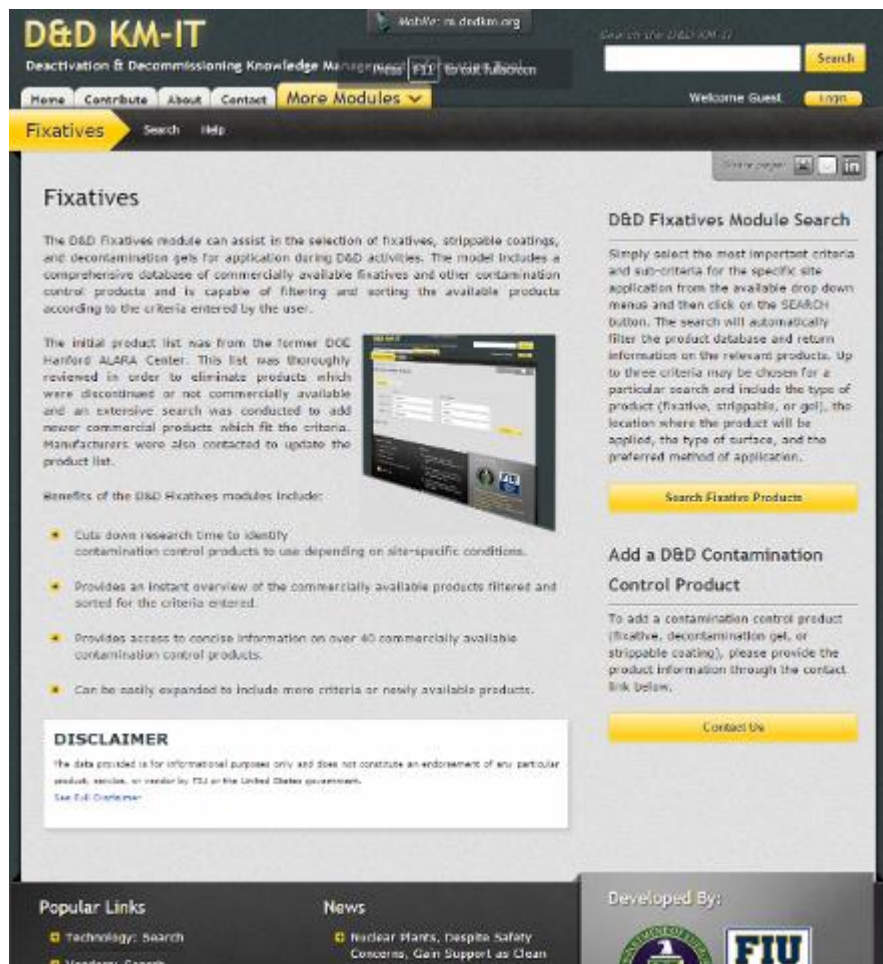 Mobile: m.dndkm.org
D&D KM-IT
Search the D&D KM-IT
Deactivation & Decommissioning Knowledge Management Information Tool
Press F11 to exit fullscreen
Search
Home Contribute About Contact More Modules
Welcome Guest Login
Fixatives Search Help
Share page:
in
Fixatives
The D&D Fixatives module can assist in the selection of fixatives, strippable coatings,
and decontamination gels for application during D&D activities. The model includes a
comprehensive database of commercially available fixatives and other contamination
control products and is capable of filtering and sorting the available products
according to the criteria entered by the user.
The initial product list was from the former DOE
Hanford ALARA Center. This list was thoroughly
reviewed in order to eliminate products which
were discontinued or not commercially available
and an extensive search was conducted to add
newer commercial products which fit the criteria.
Manufacturers were also contacted to update the
product list.
Benefits of the D&D Fixatives modules include:
Cuts down research time to identify
contamination control products to use depending on site-specific conditions.
Provides an instant overview of the commercially available products filtered and
sorted for the criteria entered.
Provides access to concise information on over 40 commercially available
contamination control products.
Can be easily expanded to include more criteria or newly available products.
DISCLAIMER
The data provided is for informational purposes only and does not constitute an endorsement of any particular
product, service, or vendor by FIU or the United States government.
See Full Disclaimer
D&D Fixatives Module Search
Simply select the most important criteria
and sub-criteria for the specific site
application from the available drop down
menus and then click on the SEARCH
button. The search will automatically
filter the product database and return
information on the relevant products. Up
to three criteria may be chosen for a
particular search and include the type of
product (fixative, strippable, or gel), the
location where the product will be
applied, the type of surface, and the
preferred method of application.
Search Fixative Products
Add a D&D Contamination
Control Product
To add a contamination control product
(fixative, decontamination gel, or
strippable coating), please provide the
product information through the contact
link below.
Contact Us
Popular Links
Technology: Search
Vendors: Search
News
Nuclear Plants, Despite Safety
Concerns, Gain Support as Clean
Developed By:
FIU